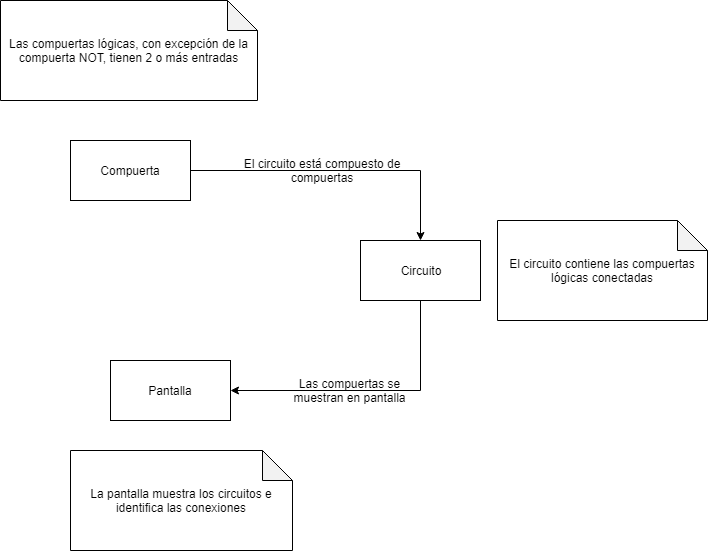 Las compuertas lógicas, con excepción de la
compuerta NOT, tienen 2 o más entradas
Compuerta
El circuito está compuesto de
compuertas
Circuito
El circuito contiene las compuertas
lógicas conectadas
Pantalla
Las compuertas se
muestran en pantalla
La pantalla muestra los circuitos e
identifica las conexiones